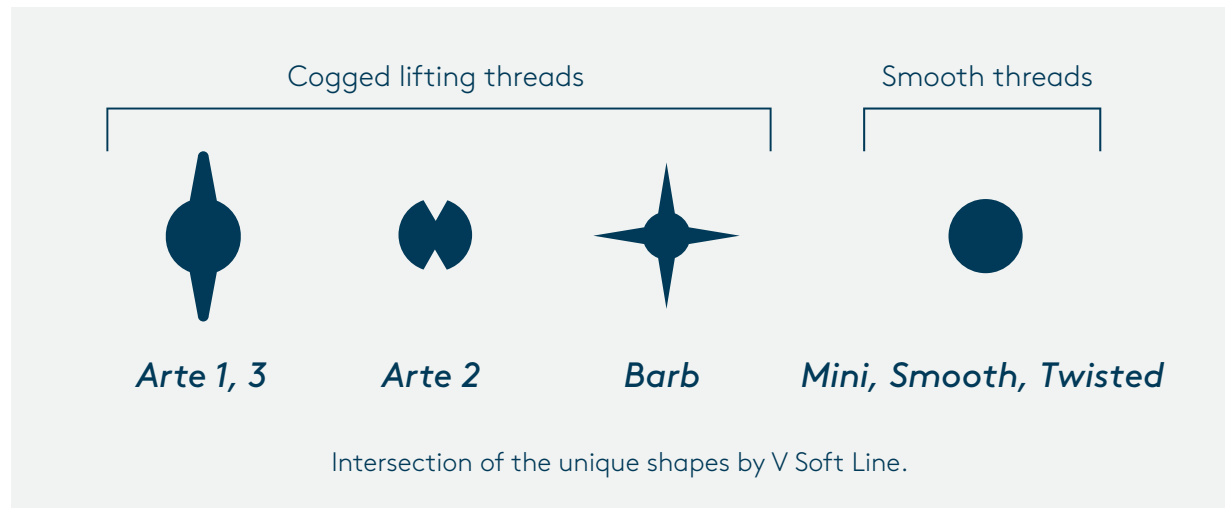 Cogged lifting threads
Smooth threads
Arte 1, 3
Arte 2
Barb
Mini, Smooth, Twisted
Intersection of the unique shapes by V Soft Line.